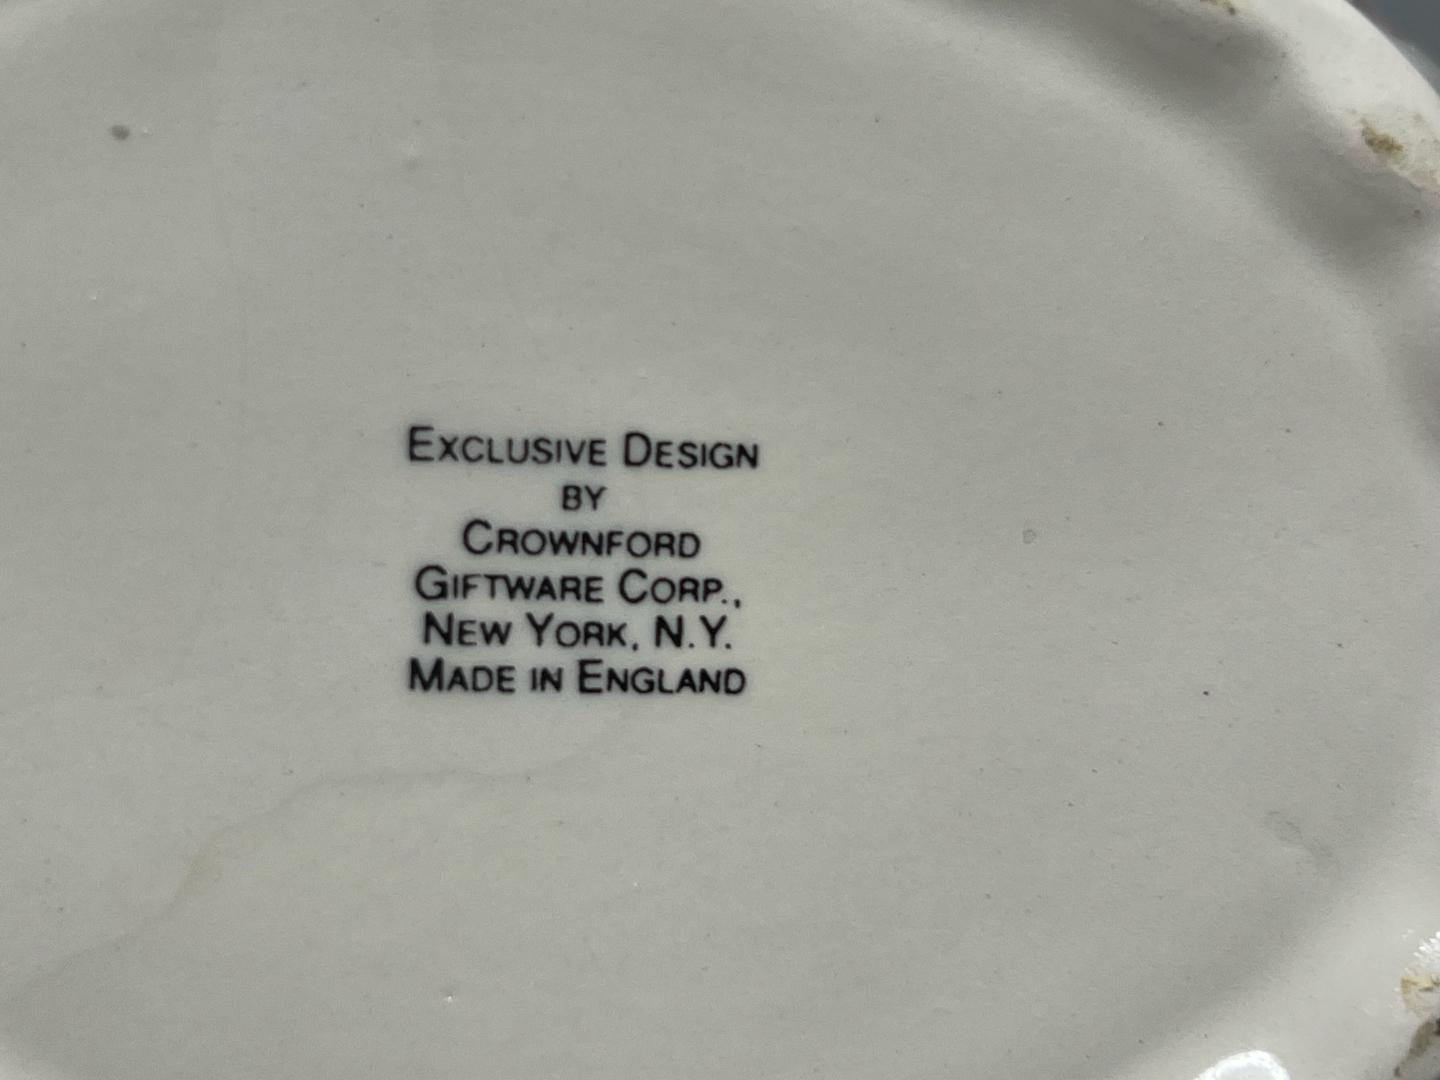 EXCLUSIVE DESIGN
BY
CROWNFORD
GIFTWARE CORP.,
NEW YORK, N.Y.
MADE IN ENGLAND